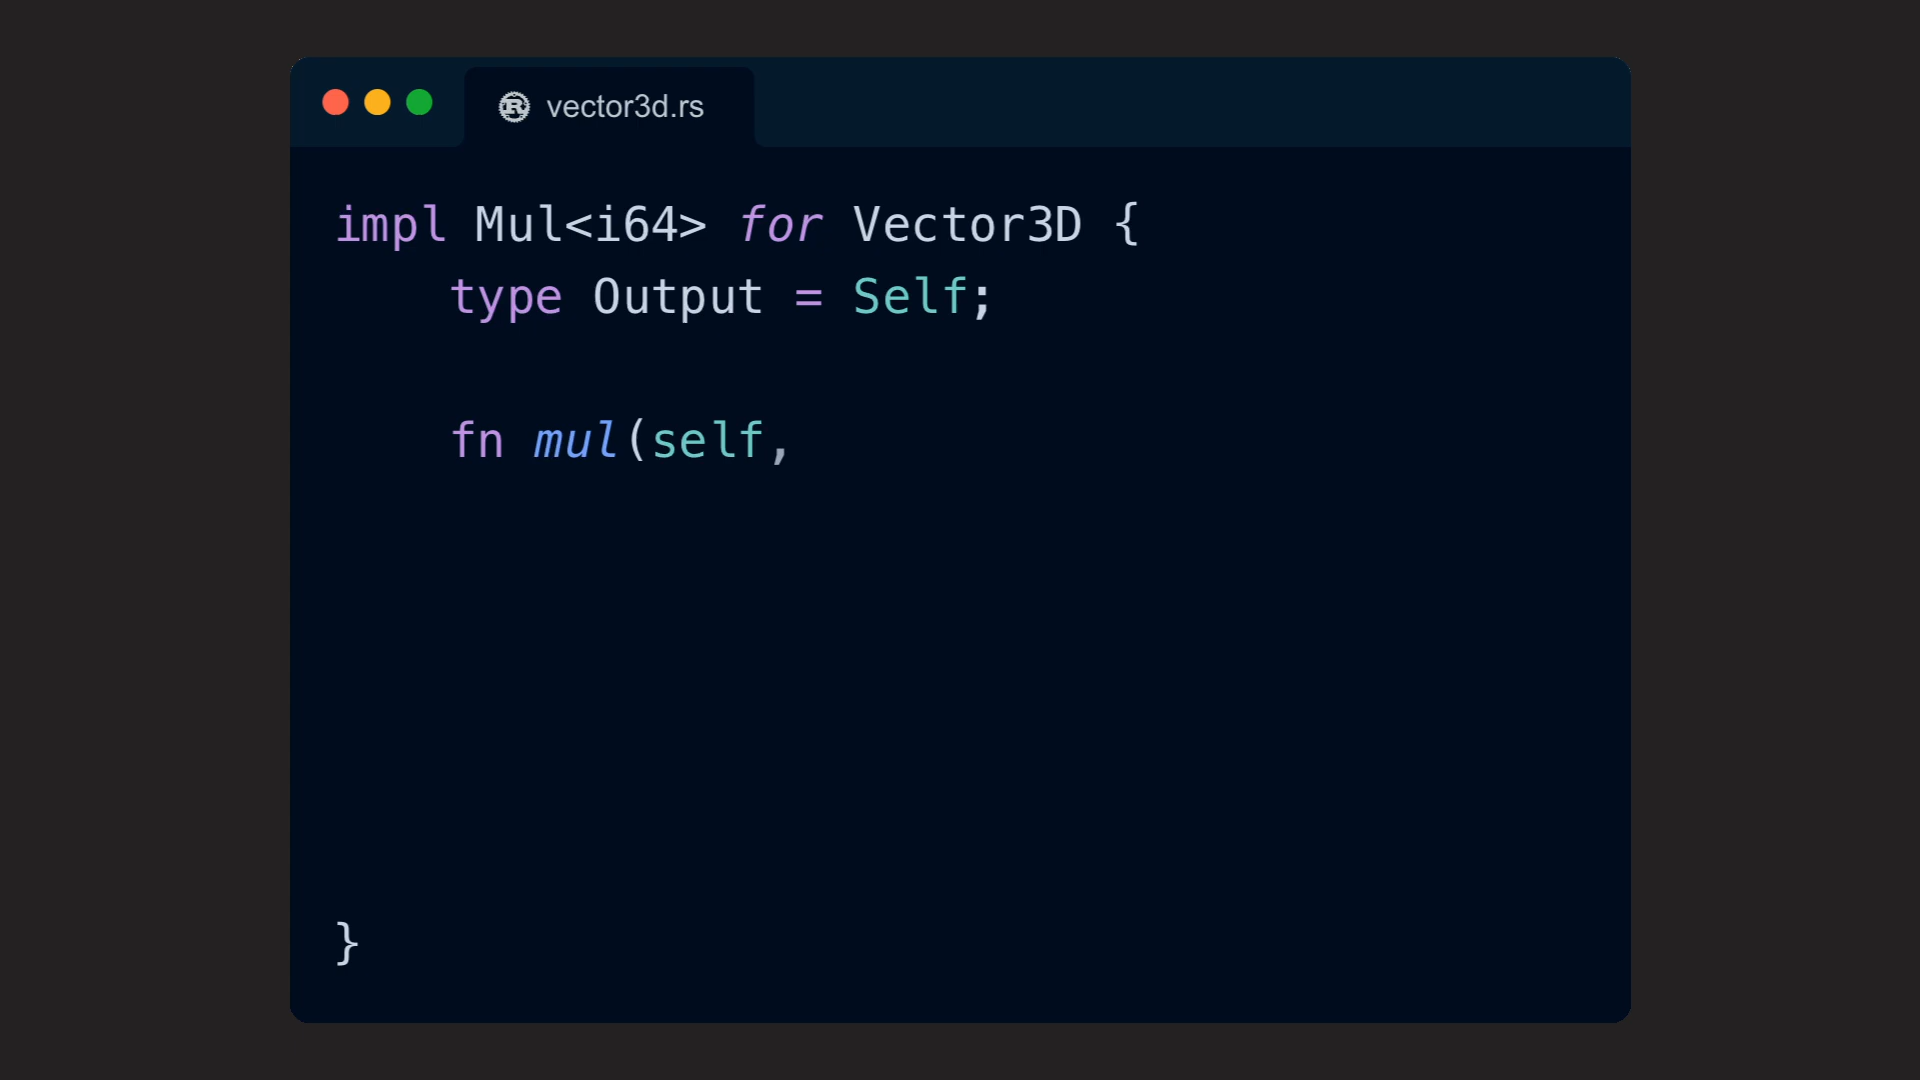 vector3d.rs
impl Mul<i64> for Vector3D {
    type Output = Self;
    fn mul(self,
}